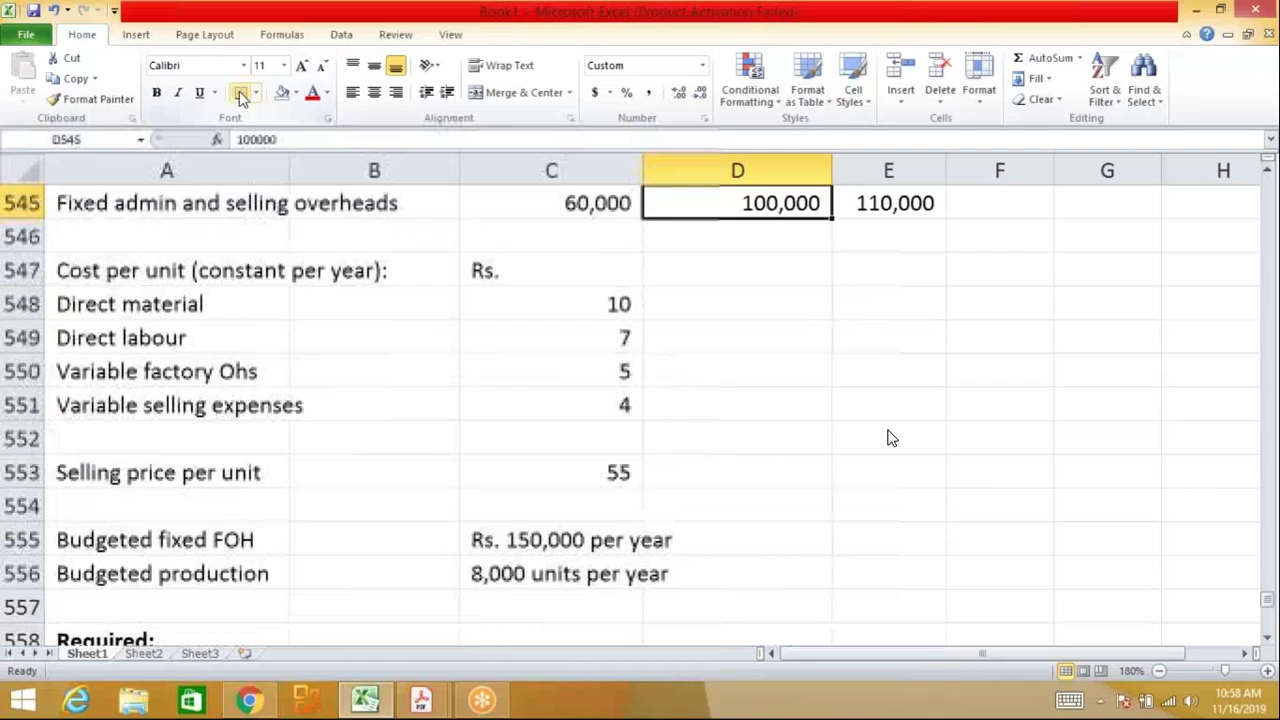 Book1 - Microsoft Excel (Product Activation Failed)
File Home Insert Page Layout Formulas Data Review View
Paste
Cut
Copy
Format Painter
Clipboard
Calibri 11
B I U
Font
Wrap Text
Merge & Center
Alignment
Custom
$ % ,
Number
Conditional Formatting
Format as Table
Cell Styles
Styles
Insert Delete Format
Cells
AutoSum
Fill
Clear
Sort & Filter
Find & Select
Editing
D545 fx 100000
A B C D E F G H
545 Fixed admin and selling overheads 60,000 100,000 110,000
546
547 Cost per unit (constant per year): Rs.
548 Direct material 10
549 Direct labour 7
550 Variable factory Ohs 5
551 Variable selling expenses 4
552
553 Selling price per unit 55
554
555 Budgeted fixed FOH Rs. 150,000 per year
556 Budgeted production 8,000 units per year
557
558 Required:
Sheet1 Sheet2 Sheet3
Ready 180%
10:58 AM
11/16/2019